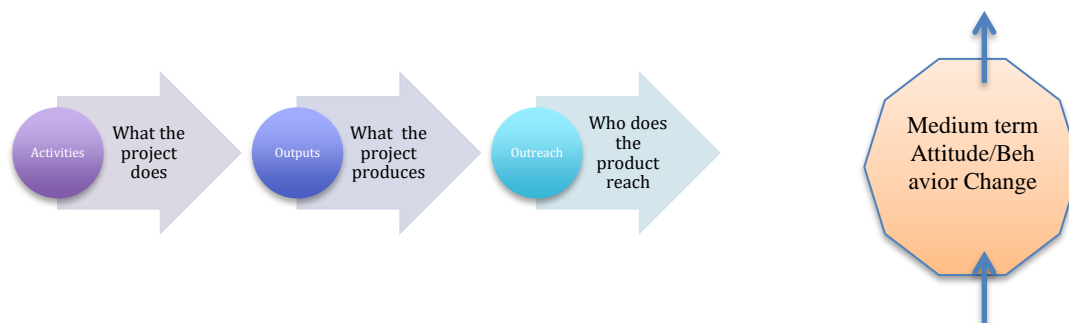 Activities
What the
project
does
Outputs
What the
project
produces
Outreach
Who does
the
product
reach
Medium term
Attitude/Beh
avior Change